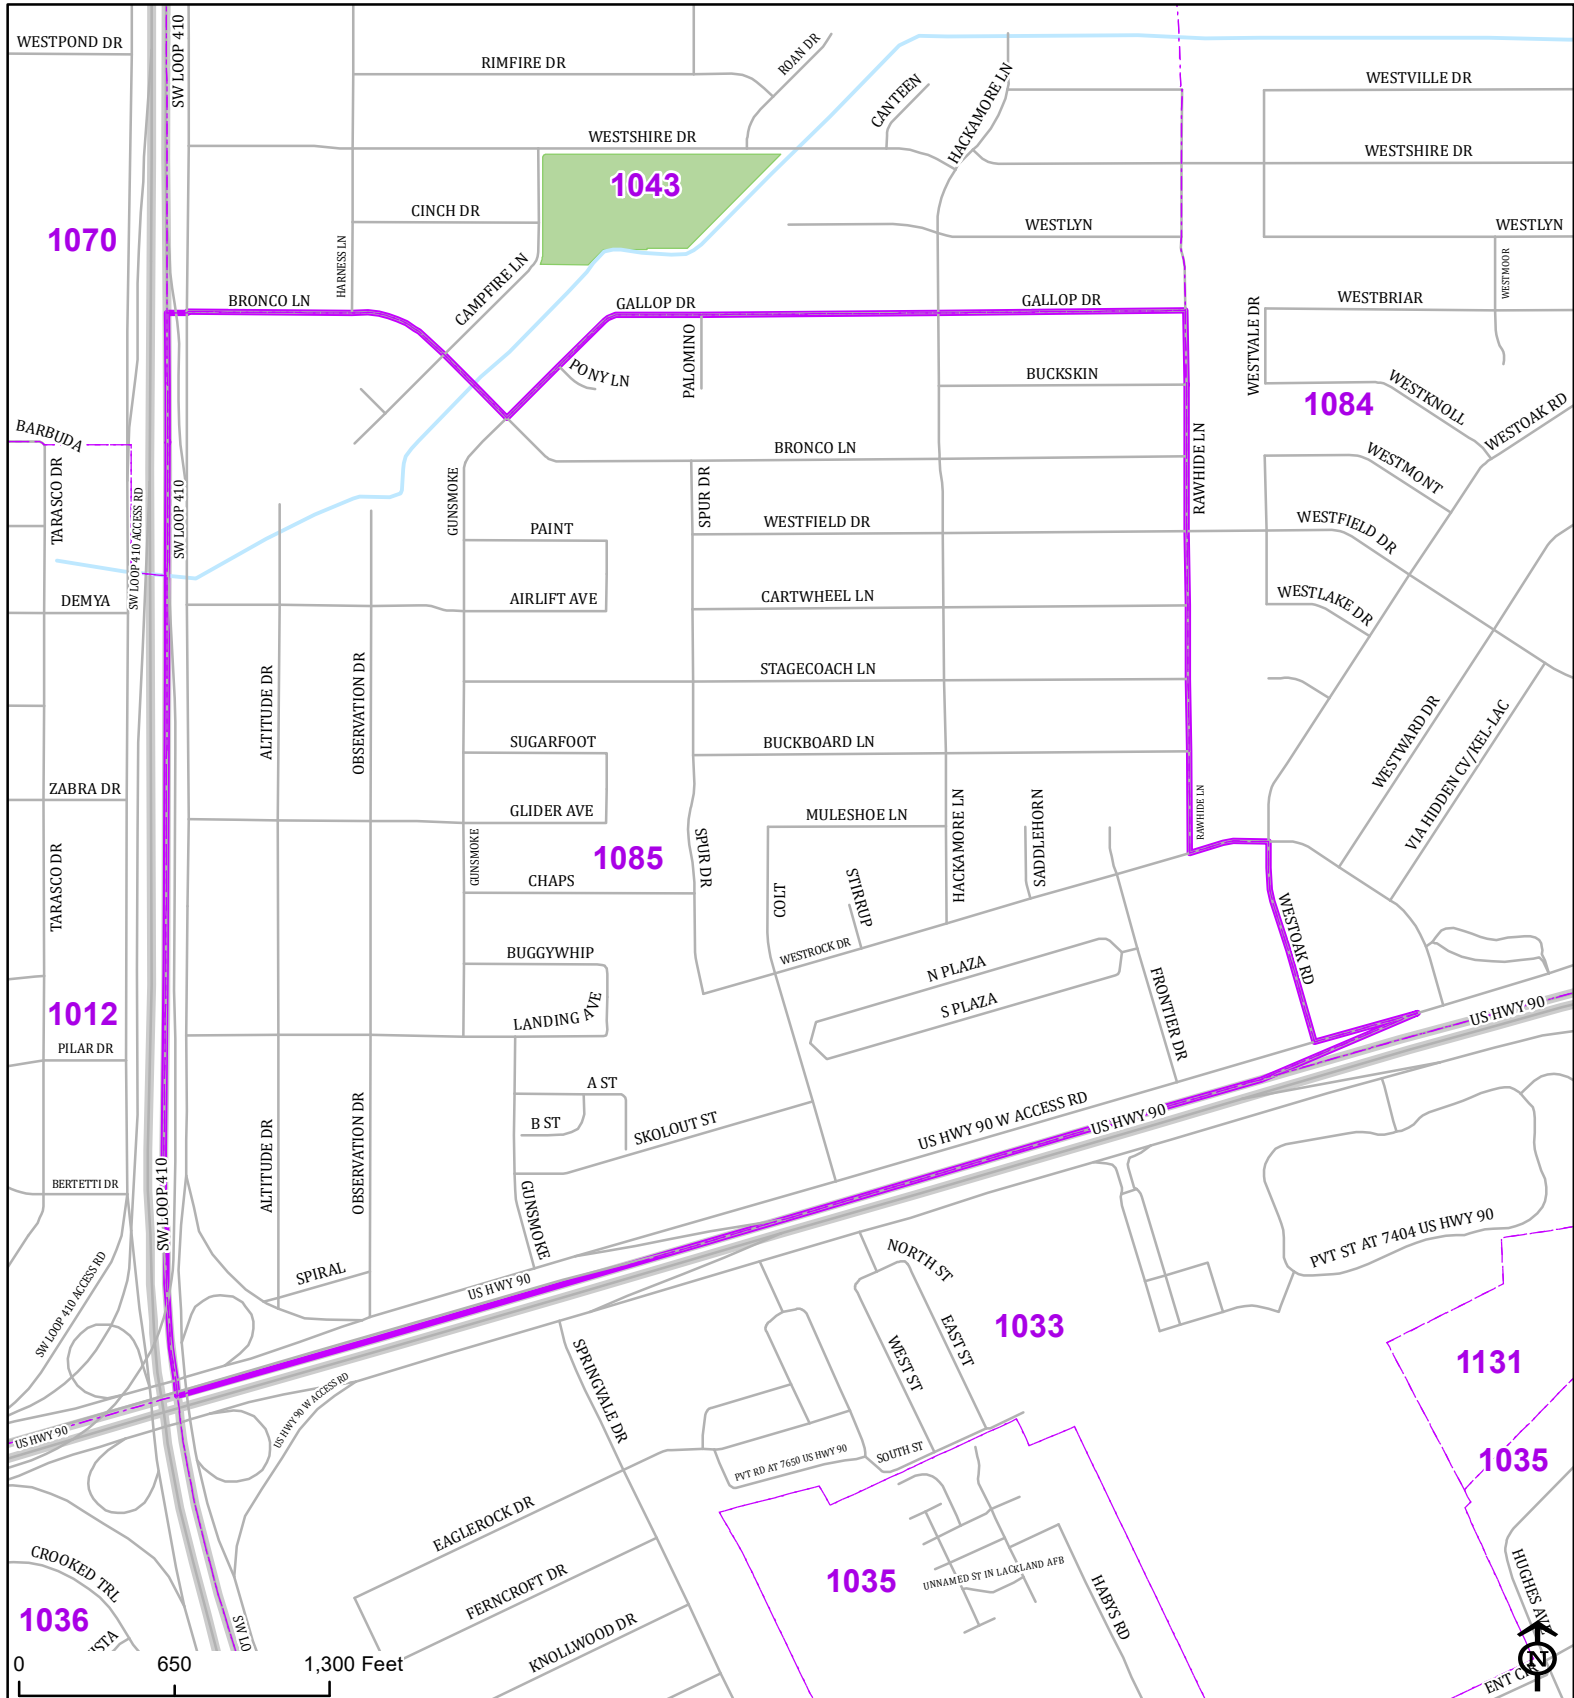 WESTPOND DR
SW LOOP 410
RIMFIRE DR
ROAN DR
CANTEEN
HACKAMORE LN
WESTVILLE DR
WESTSHIRE DR
WESTSHIRE DR
1043
CINCH DR
1070
HARNESS LN
CAMPFIRE LN
WESTLYN
WESTLYN
WESTMOOR
BRONCO LN
GALLOP DR
GALLOP DR
WESTBRIAR
WESTVALE DR
PALOMINO
PONY LN
BUCKSKIN
1084
WESTKNOLL
WESTOAK RD
BARBUDA
TARASCO DR
SW LOOP 410 ACCESS RD
SW LOOP 410
GUNSMOKE
BRONCO LN
SPUR DR
RAWHIDE LN
WESTMONT
PAINT
WESTFIELD DR
WESTFIELD DR
DEMYA
AIRLIFT AVE
CARTWHEEL LN
WESTLAKE DR
ALTITUDE DR
OBSERVATION DR
STAGECOACH LN
SUGARFOOT
BUCKBOARD LN
WESTWARD DR
VIA HIDDEN CV/KEL-LAC
ZABRA DR
GLIDER AVE
MULESHOE LN
HACKAMORE LN
SADDLEHORN
RAWHIDE LN
TARASCO DR
GUNSMOKE
1085
SPUR DR
CHAPS
COLT
STIRRUP
WESTOAK RD
BUGGYWHIP
WESTROCK DR
N PLAZA
S PLAZA
FRONTIER DR
1012
LANDING AVE
US HWY 90
PILAR DR
A ST
B ST
SKOLOUT ST
US HWY 90 W ACCESS RD
US HWY 90
ALTITUDE DR
OBSERVATION DR
BERTETTI DR
SW LOOP 410
GUNSMOKE
NORTH ST
PVT ST AT 7404 US HWY 90
SW LOOP 410 ACCESS RD
SPIRAL
US HWY 90
1033
EAST ST
WEST ST
SPRINGVALE DR
1131
US HWY 90
US HWY 90 W ACCESS RD
PVT RD AT 7650 US HWY 90
SOUTH ST
1035
EAGLEROCK DR
CROOKED TRL
FERNCROFT DR
1035
UNNAMED ST IN LACKLAND AFB
HABYS RD
HUGHES AVE
1036
ISTA
SW LO
KNOLLWOOD DR
0 650 1,300 Feet
N